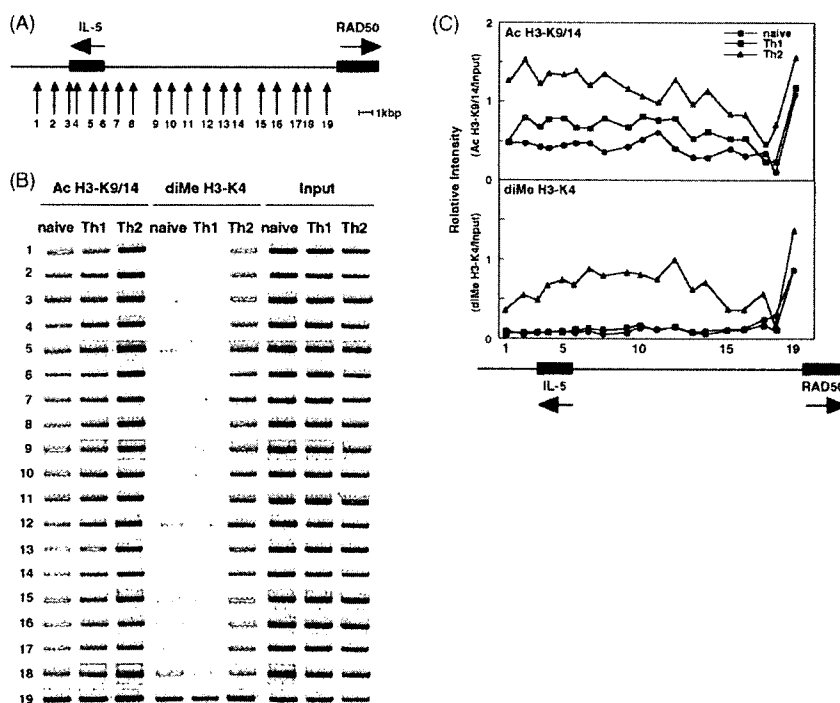 (A)
IL-5
RAD50
1 2 3 4 5 6 7 8 9 10 11 12 13 14 15 16 17 18 19
1kbp
(B)
Ac H3-K9/14 diMe H3-K4 Input
naive Th1 Th2 naive Th1 Th2 naive Th1 Th2
1
2
3
4
5
6
7
8
9
10
11
12
13
14
15
16
17
18
19
(C)
Relative Intensity
(Ac H3-K9/14/Input)
2
1
0
Ac H3-K9/14
naive
Th1
Th2
(diMe H3-K4/Input)
1
0
diMe H3-K4
1 5 10 15 19
IL-5
RAD50